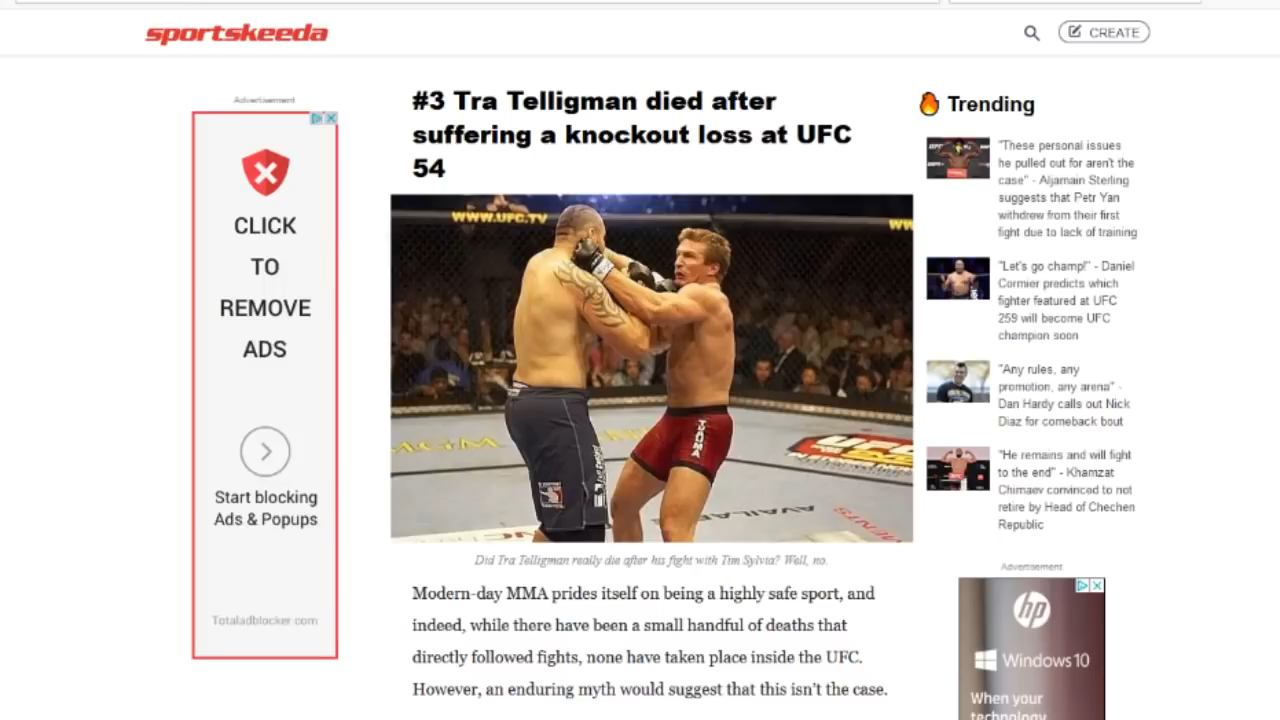 sportskeeda
CREATE
Advertisement
CLICK
TO
REMOVE
ADS
Start blocking
Ads & Popups
Totaladblocker com
#3 Tra Telligman died after
suffering a knockout loss at UFC
54
WWW.UFC.TV
WW
TOOMA
MGM
UFC
AVAILA
MENTS
Did Tra Telligman really die after his fight with Tim Sylvia? Well, no.
Modern-day MMA prides itself on being a highly safe sport, and
indeed, while there have been a small handful of deaths that
directly followed fights, none have taken place inside the UFC.
However, an enduring myth would suggest that this isn't the case.
Trending
"These personal issues
he pulled out for aren't the
case" - Aljamain Sterling
suggests that Petr Yan
withdrew from their first
fight due to lack of training
"Let's go champ!" - Daniel
Cormier predicts which
fighter featured at UFC
259 will become UFC
champion soon
"Any rules, any
promotion, any arena" -
Dan Hardy calls out Nick
Diaz for comeback bout
"He remains and will fight
to the end" - Khamzat
Chimaev convinced to not
retire by Head of Chechen
Republic
Advertisement
hp
Windows 10
When your
technology